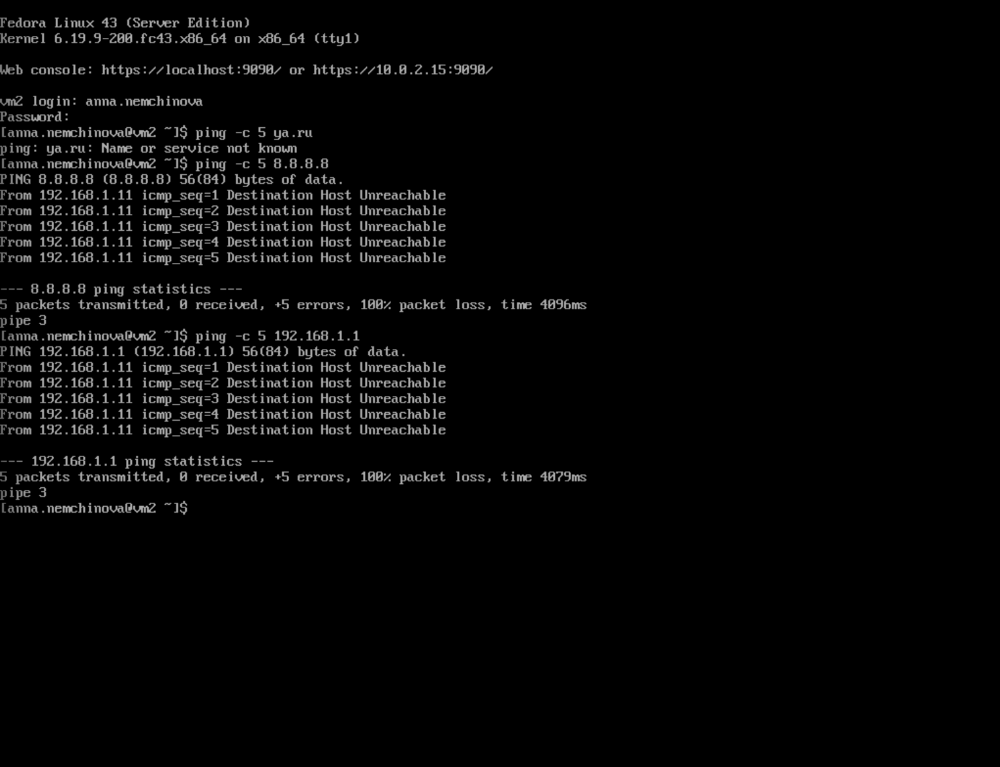 Fedora Linux 43 (Server Edition)
Kernel 6.19.9-200.fc43.x86_64 on x86_64 (tty1)
Web console: https://localhost:9090/ or https://10.0.2.15:9090/
vm2 login: anna.nemchinova
Password:
[anna.nemchinova@vm2 ~]$ ping -c 5 ya.ru
ping: ya.ru: Name or service not known
[anna.nemchinova@vm2 ~]$ ping -c 5 8.8.8.8
PING 8.8.8.8 (8.8.8.8) 56(84) bytes of data.
From 192.168.1.11 icmp_seq=1 Destination Host Unreachable
From 192.168.1.11 icmp_seq=2 Destination Host Unreachable
From 192.168.1.11 icmp_seq=3 Destination Host Unreachable
From 192.168.1.11 icmp_seq=4 Destination Host Unreachable
From 192.168.1.11 icmp_seq=5 Destination Host Unreachable
--- 8.8.8.8 ping statistics ---
5 packets transmitted, 0 received, +5 errors, 100% packet loss, time 4096ms
pipe 3
[anna.nemchinova@vm2 ~]$ ping -c 5 192.168.1.1
PING 192.168.1.1 (192.168.1.1) 56(84) bytes of data.
From 192.168.1.11 icmp_seq=1 Destination Host Unreachable
From 192.168.1.11 icmp_seq=2 Destination Host Unreachable
From 192.168.1.11 icmp_seq=3 Destination Host Unreachable
From 192.168.1.11 icmp_seq=4 Destination Host Unreachable
From 192.168.1.11 icmp_seq=5 Destination Host Unreachable
--- 192.168.1.1 ping statistics ---
5 packets transmitted, 0 received, +5 errors, 100% packet loss, time 4079ms
pipe 3
[anna.nemchinova@vm2 ~]$